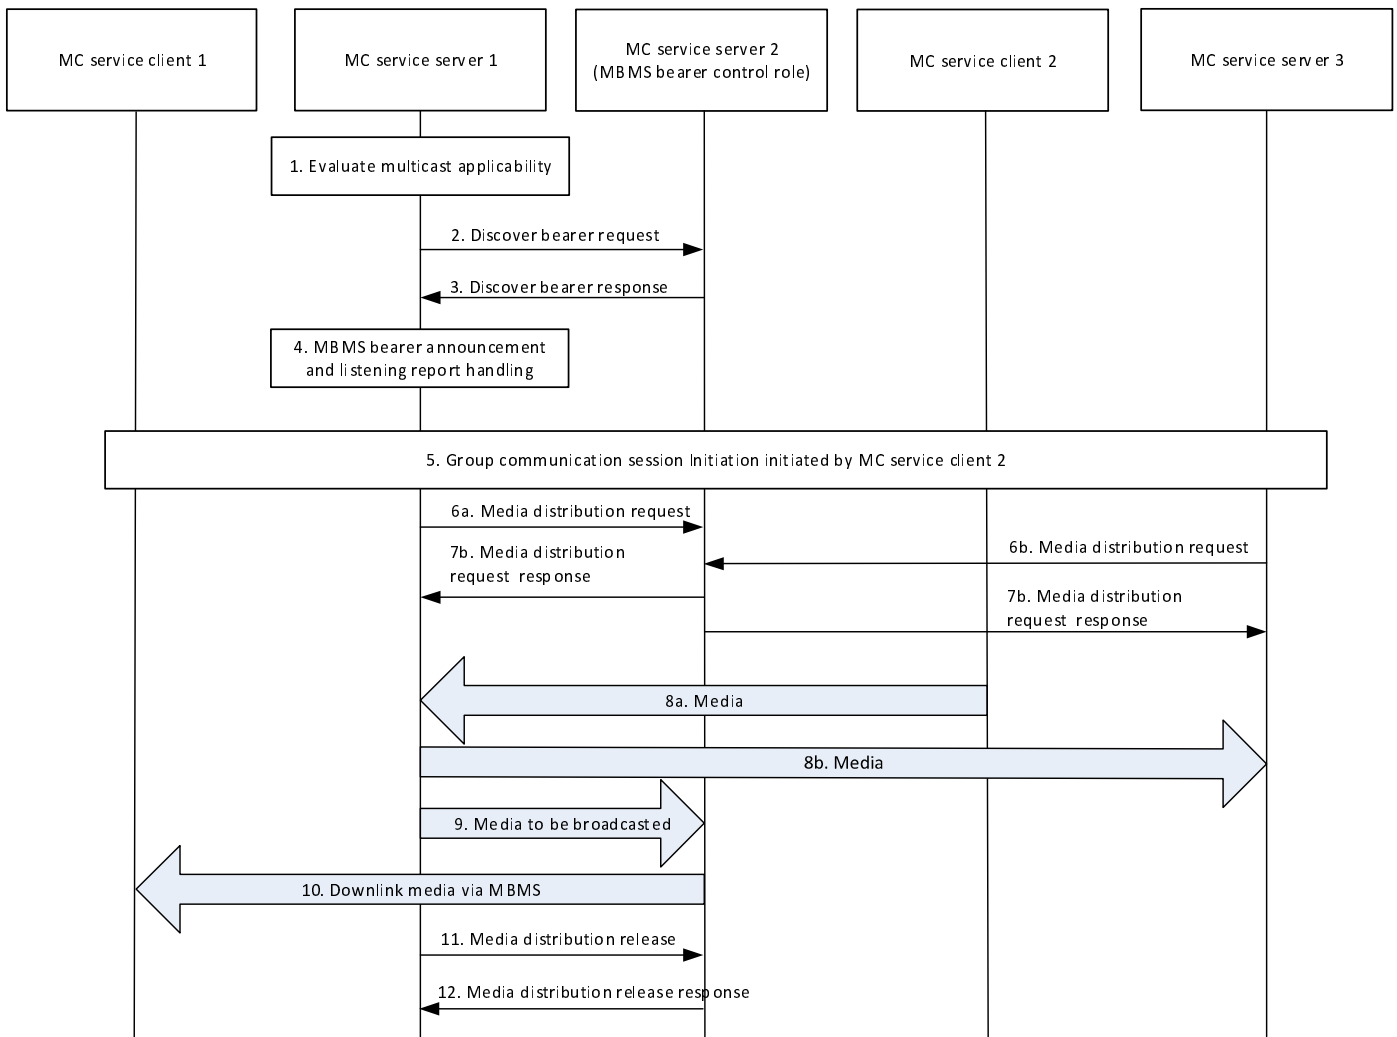 MC service client 1
MC service server 1
MC service server 2
(MBMS bearer control role)
MC service client 2
MC service server 3
1. Evaluate multicast applicability
2. Discover bearer request
3. Discover bearer response
4. MBMS bearer announcement
and listening report handling
5. Group communication session Initiation initiated by MC service client 2
6a. Media distribution request
6b. Media distribution request
7b. Media distribution
request response
7b. Media distribution
request response
8a. Media
8b. Media
9. Media to be broadcasted
10. Downlink media via MBMS
11. Media distribution release
12. Media distribution release response